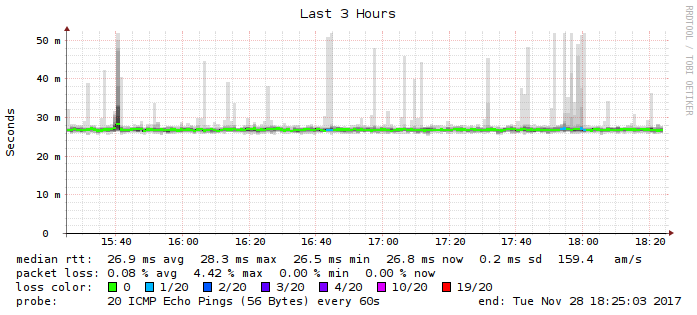 Last 3 Hours
RRDTOOL / TOBI OETIKER
Seconds
50 m
40 m
30 m
20 m
10 m
0
15:40 16:00 16:20 16:40 17:00 17:20 17:40 18:00 18:20
median rtt: 26.9 ms avg 28.3 ms max 26.5 ms min 26.8 ms now 0.2 ms sd 159.4 am/s
packet loss: 0.08 % avg 4.42 % max 0.00 % min 0.00 % now
loss color: 0 1/20 2/20 3/20 4/20 10/20 19/20
probe: 20 ICMP Echo Pings (56 Bytes) every 60s end: Tue Nov 28 18:25:03 2017